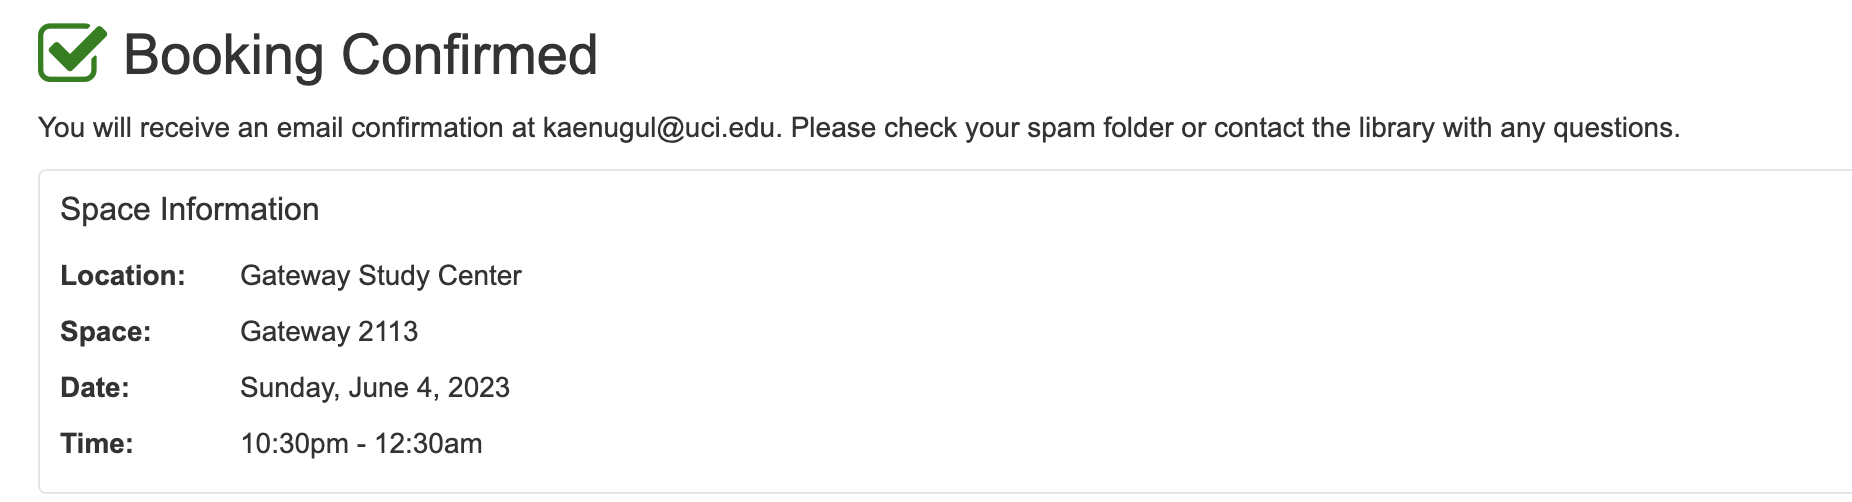 Booking Confirmed
You will receive an email confirmation at kaenugul@uci.edu. Please check your spam folder or contact the library with any questions.
Space Information
Location: Gateway Study Center
Space: Gateway 2113
Date: Sunday, June 4, 2023
Time: 10:30pm - 12:30am